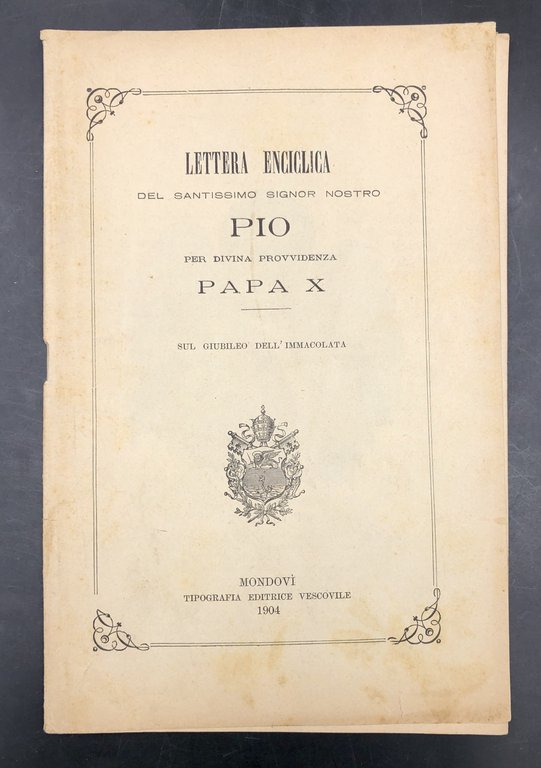 LETTERA ENCICLICA
DEL SANTISSIMO SIGNOR NOSTRO
PIO
PER DIVINA PROVVIDENZA
PAPA X
SUL GIUBILEO DELL'IMMACOLATA
MONDOVÍ
TIPOGRAFIA EDITRICE VESCOVILE
1904